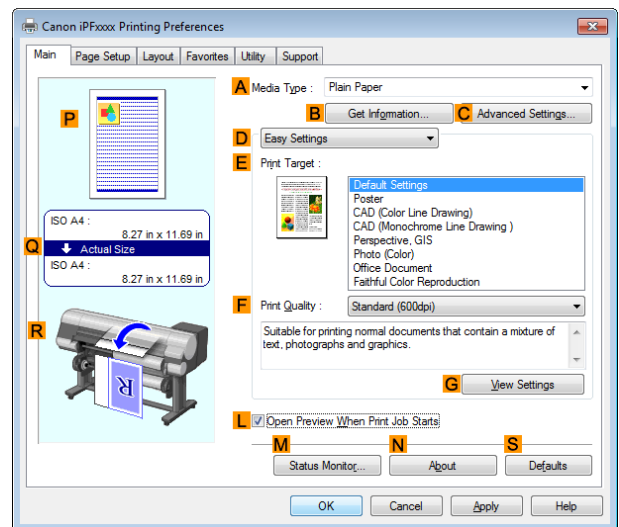 Canon iPFxxxx Printing Preferences
Main Page Setup Layout Favorites Utility Support
A Media Type : Plain Paper
B Get Information... C Advanced Settings...
D Easy Settings
E Print Target :
Default Settings
Poster
CAD (Color Line Drawing)
CAD (Monochrome Line Drawing )
Perspective, GIS
Photo (Color)
Office Document
Faithful Color Reproduction
F Print Quality : Standard (600dpi)
Suitable for printing normal documents that contain a mixture of
text, photographs and graphics.
G View Settings
L Open Preview When Print Job Starts
M N S
Status Monitor... About Defaults
P
Q
ISO A4 :
8.27 in x 11.69 in
Actual Size
ISO A4 :
8.27 in x 11.69 in
R
R
OK Cancel Apply Help